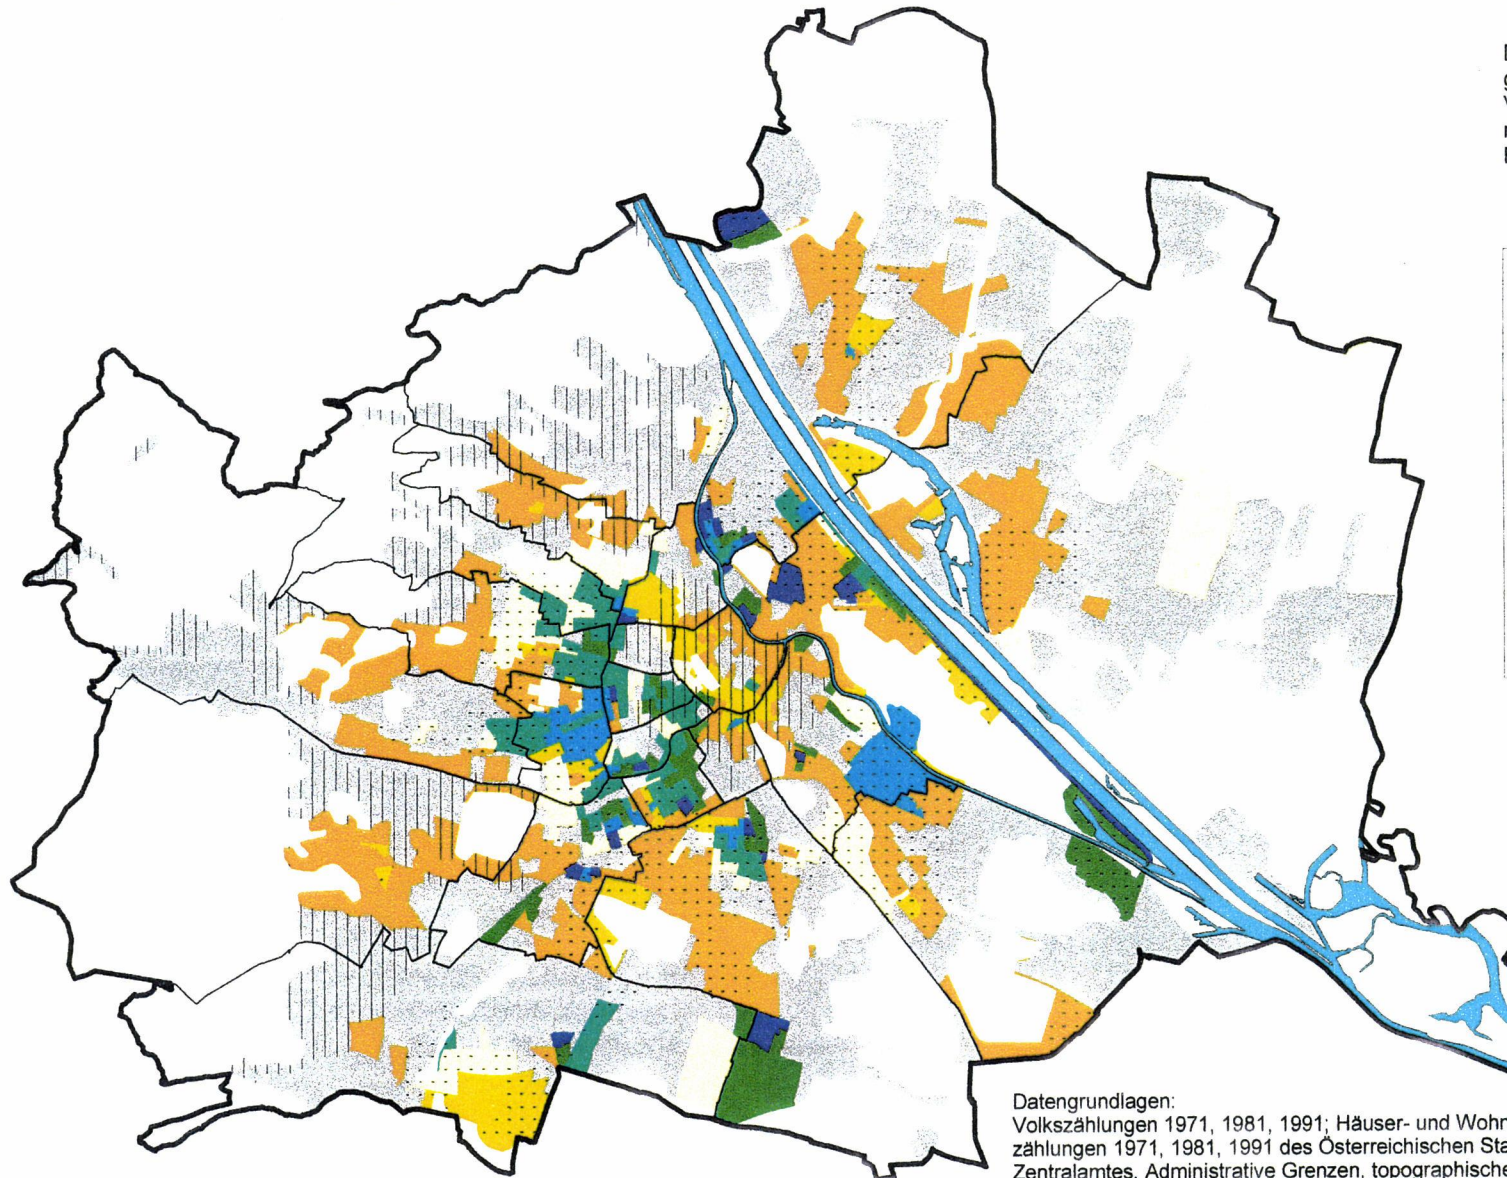 Datengrundlagen:
Volkszählungen 1971, 1981, 1991; Häuser- und Wohn
zählungen 1971, 1981, 1991 des Österreichischen Sta
Zentralamtes, Administrative Grenzen, topographische